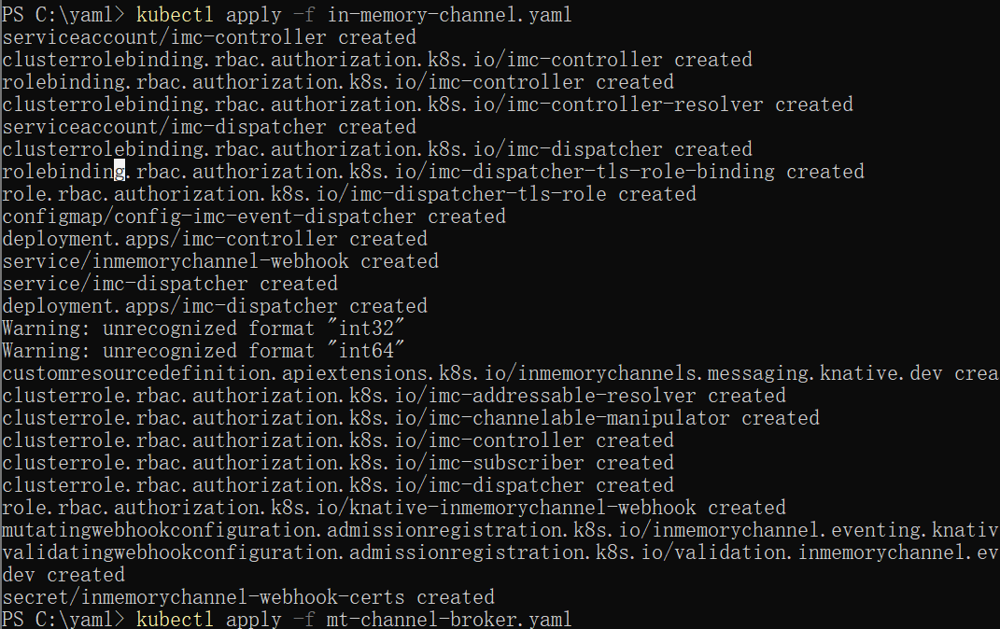 PS C:\yaml> kubectl apply -f in-memory-channel.yaml
serviceaccount/imc-controller created
clusterrolebinding.rbac.authorization.k8s.io/imc-controller created
rolebinding.rbac.authorization.k8s.io/imc-controller created
clusterrolebinding.rbac.authorization.k8s.io/imc-controller-resolver created
serviceaccount/imc-dispatcher created
clusterrolebinding.rbac.authorization.k8s.io/imc-dispatcher created
rolebinding.rbac.authorization.k8s.io/imc-dispatcher-tls-role-binding created
role.rbac.authorization.k8s.io/imc-dispatcher-tls-role created
configmap/config-imc-event-dispatcher created
deployment.apps/imc-controller created
service/inmemorychannel-webhook created
service/imc-dispatcher created
deployment.apps/imc-dispatcher created
Warning: unrecognized format "int32"
Warning: unrecognized format "int64"
customresourcedefinition.apiextensions.k8s.io/inmemorychannels.messaging.knative.dev crea
clusterrole.rbac.authorization.k8s.io/imc-addressable-resolver created
clusterrole.rbac.authorization.k8s.io/imc-channelable-manipulator created
clusterrole.rbac.authorization.k8s.io/imc-controller created
clusterrole.rbac.authorization.k8s.io/imc-subscriber created
clusterrole.rbac.authorization.k8s.io/imc-dispatcher created
role.rbac.authorization.k8s.io/knative-inmemorychannel-webhook created
mutatingwebhookconfiguration.admissionregistration.k8s.io/inmemorychannel.eventing.knativ
validatingwebhookconfiguration.admissionregistration.k8s.io/validation.inmemorychannel.ev
dev created
secret/inmemorychannel-webhook-certs created
PS C:\yaml> kubectl apply -f mt-channel-broker.yaml